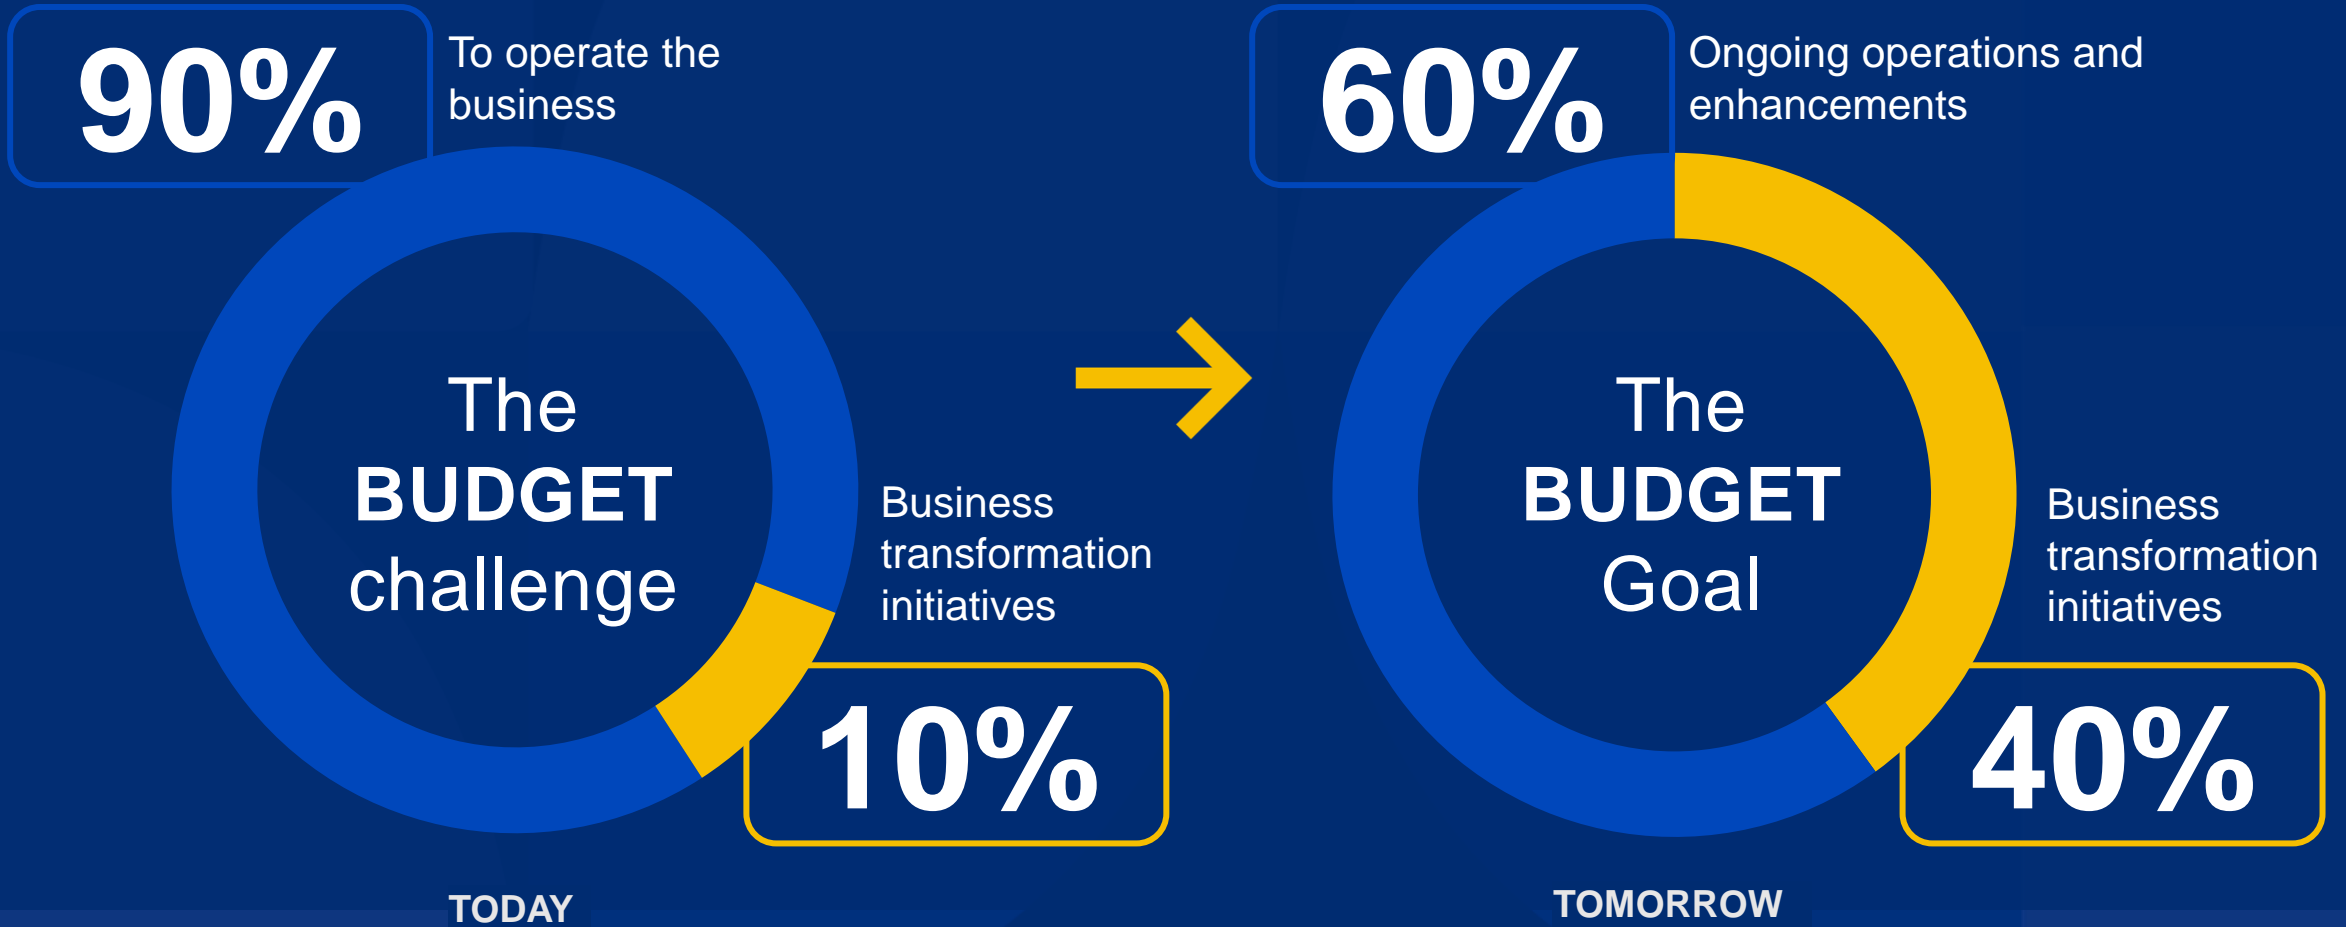 90%
To operate the
business
The
BUDGET
challenge
Business
transformation
initiatives
10%
TODAY
60%
Ongoing operations and
enhancements
The
BUDGET
Goal
Business
transformation
initiatives
40%
TOMORROW